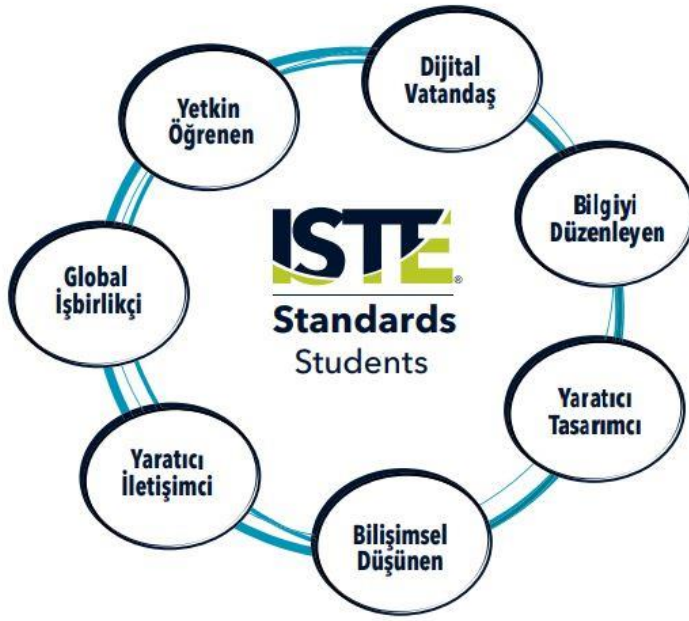 Dijital
Vatandaş
Yetkin
Öğrenen
Bilgiyi
Düzenleyen
ISTE®
Standards
Students
Global
İşbirlikçi
Yaratıcı
Tasarımcı
Yaratıcı
İletişimci
Bilişimsel
Düşünen